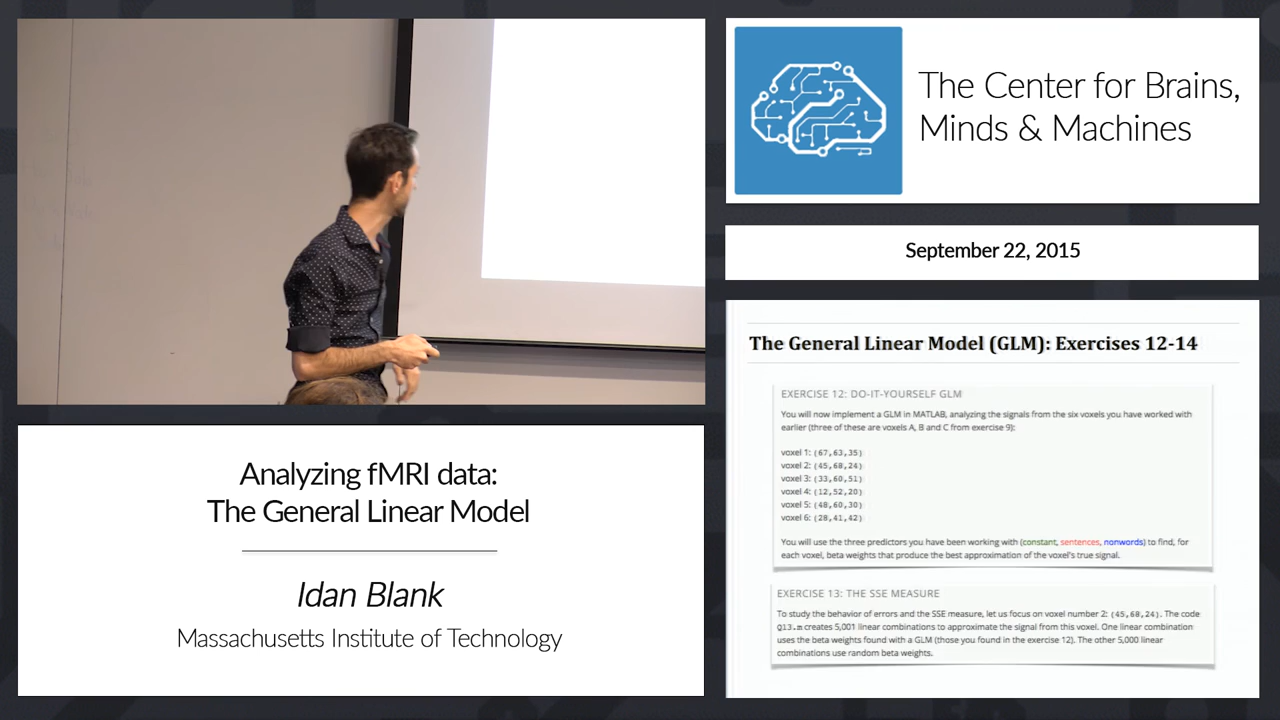 The Center for Brains,
Minds & Machines
September 22, 2015
The General Linear Model (GLM): Exercises 12-14
EXERCISE 12: DO-IT-YOURSELF GLM
You will now implement a GLM in MATLAB, analyzing the signals from the six voxels you have worked with
earlier (three of these are voxels A, B and C from exercise 9):
voxel 1: (67,63,35)
voxel 2: (45,68,24)
voxel 3: (33,60,51)
voxel 4: (12,52,20)
voxel 5: (48,60,30)
voxel 6: (28,41,42)
You will use the three predictors you have been working with (constant, sentences, nonwords) to find, for
each voxel, beta weights that produce the best approximation of the voxel's true signal.
EXERCISE 13: THE SSE MEASURE
To study the behavior of errors and the SSE measure, let us focus on voxel number 2: (45,68,24). The code
Q13.m creates 5,001 linear combinations to approximate the signal from this voxel. One linear combination
uses the beta weights found with a GLM (those you found in the exercise 12). The other 5,000 linear
combinations use random beta weights.
Analyzing fMRI data:
The General Linear Model
Idan Blank
Massachusetts Institute of Technology